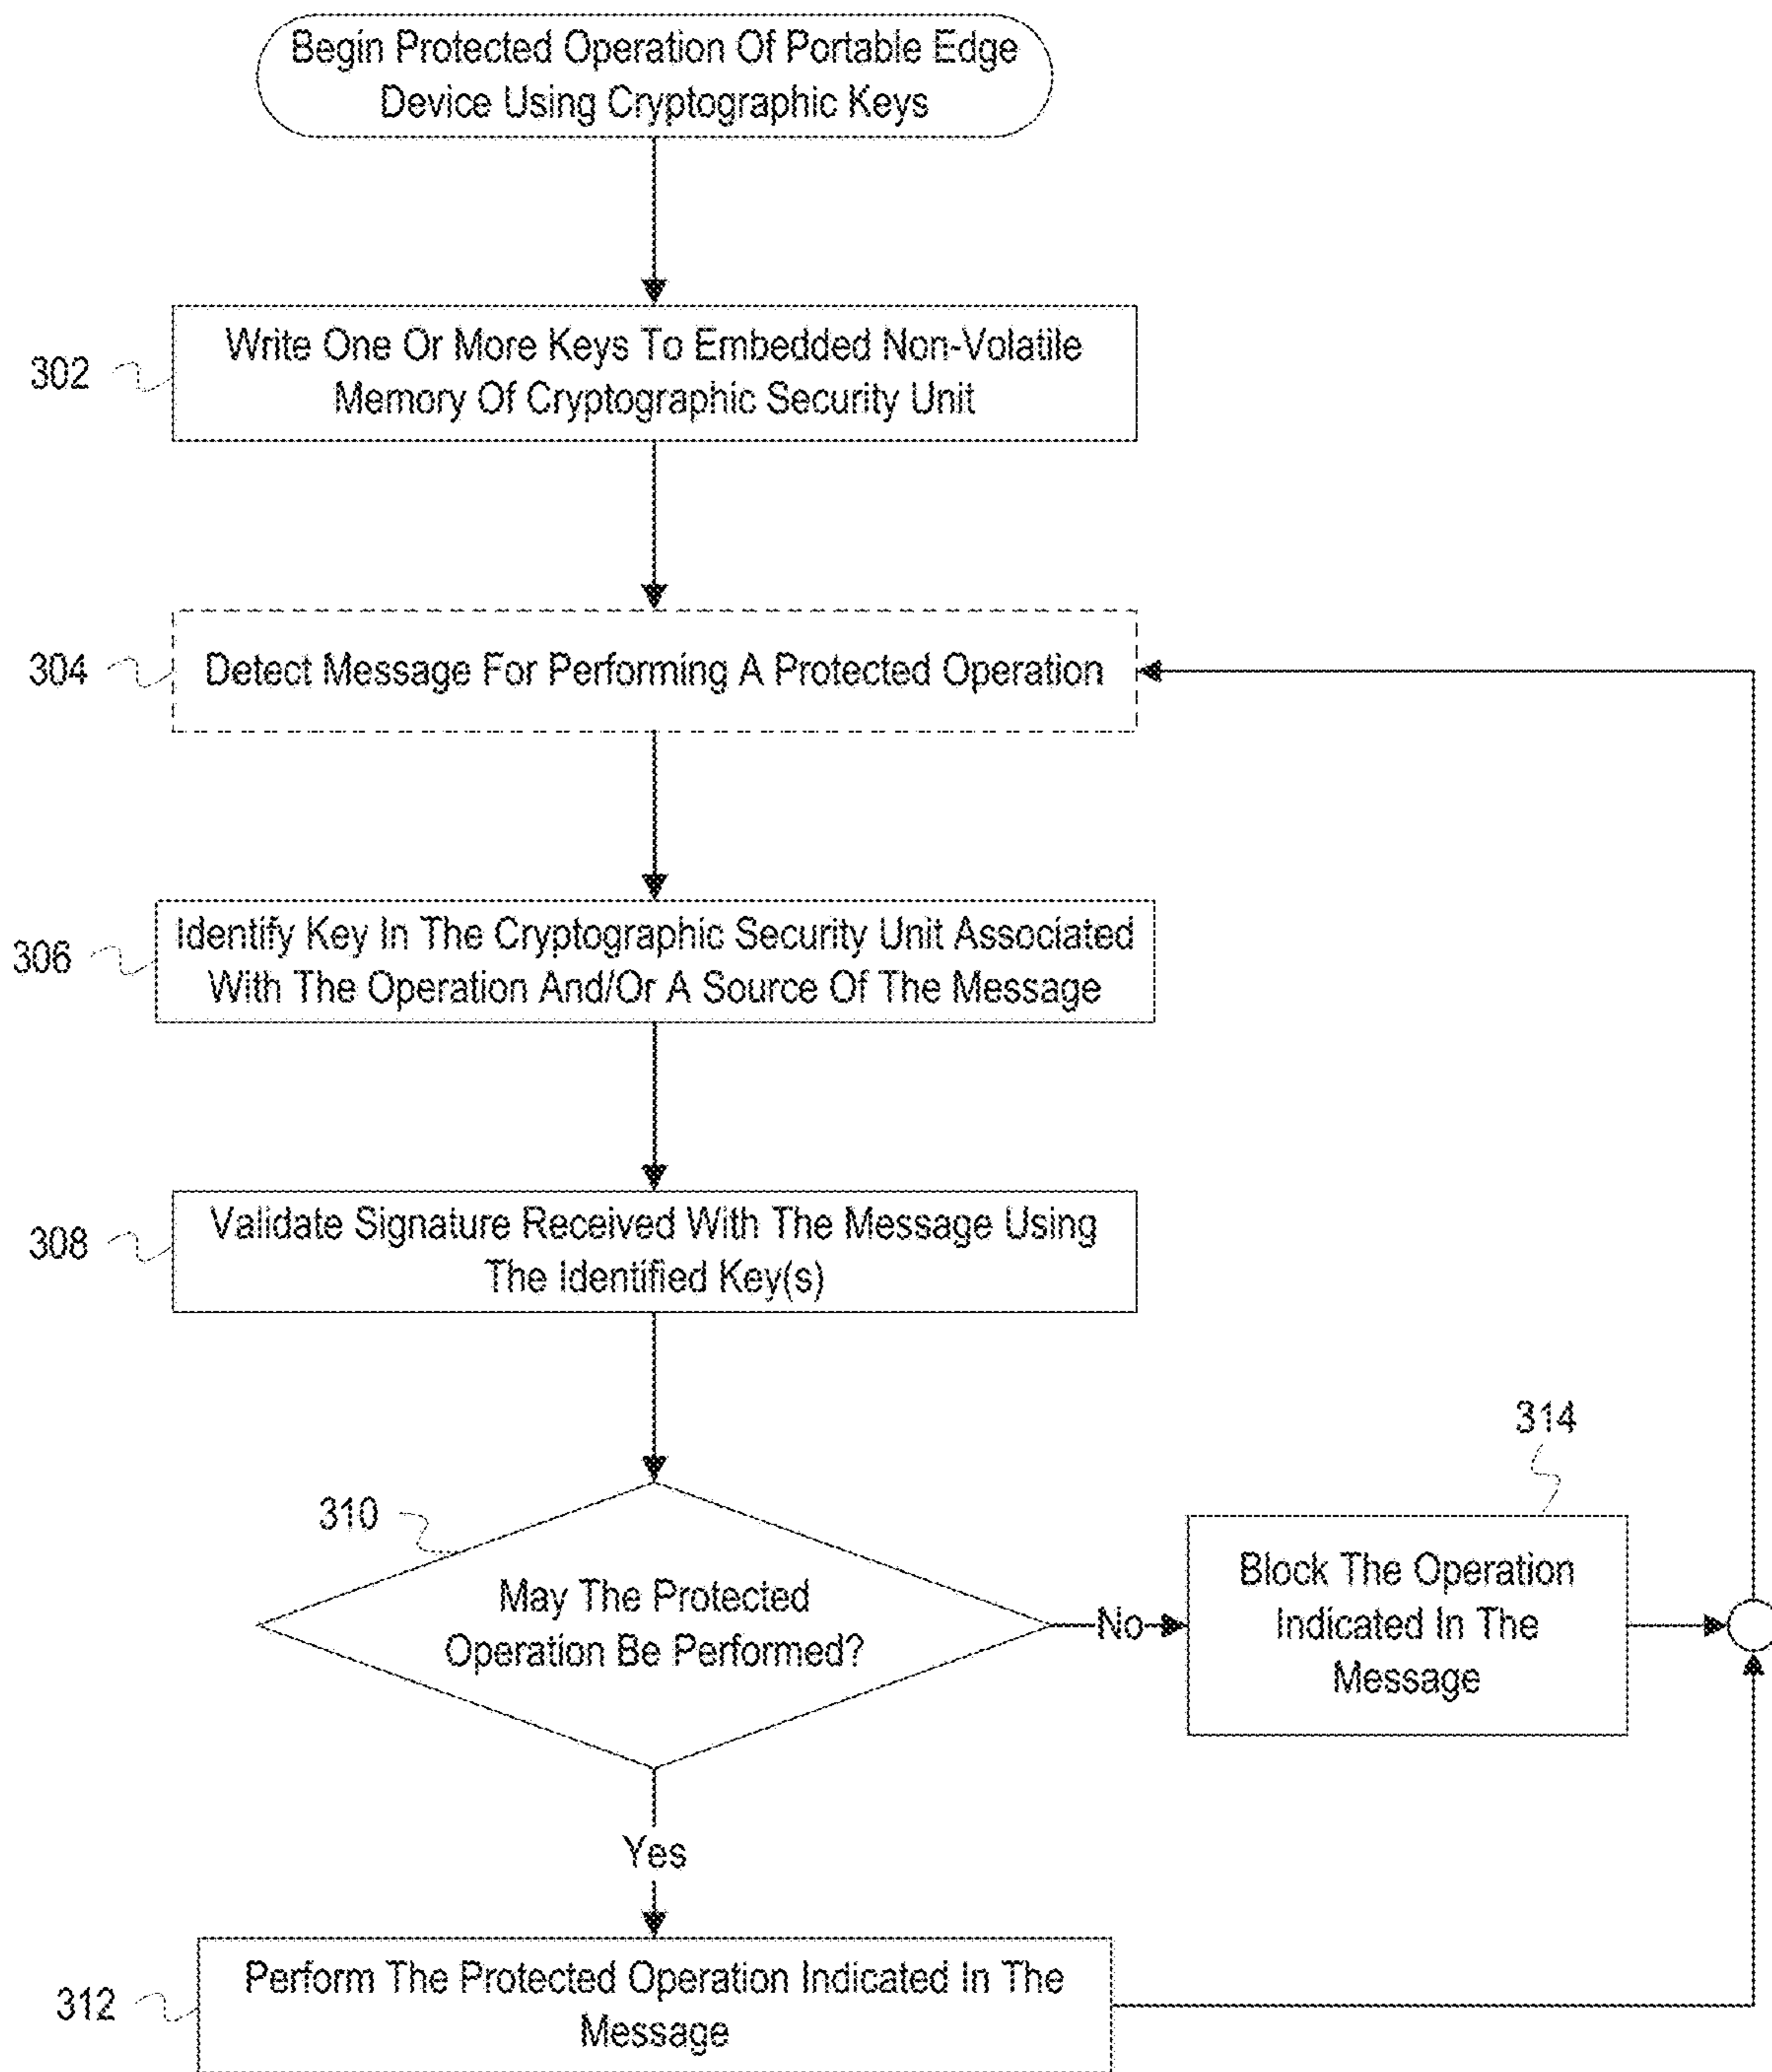 Begin Protected Operation Of Portable Edge
Device Using Cryptographic Keys
302
Write One Or More Keys To Embedded Non-Volatile
Memory Of Cryptographic Security Unit
304
Detect Message For Performing A Protected Operation
306
Identify Key In The Cryptographic Security Unit Associated
With The Operation And/Or A Source Of The Message
308
Validate Signature Received With The Message Using
The Identified Key(s)
310
May The Protected
Operation Be Performed?
No
314
Block The Operation
Indicated In The
Message
Yes
312
Perform The Protected Operation Indicated In The
Message